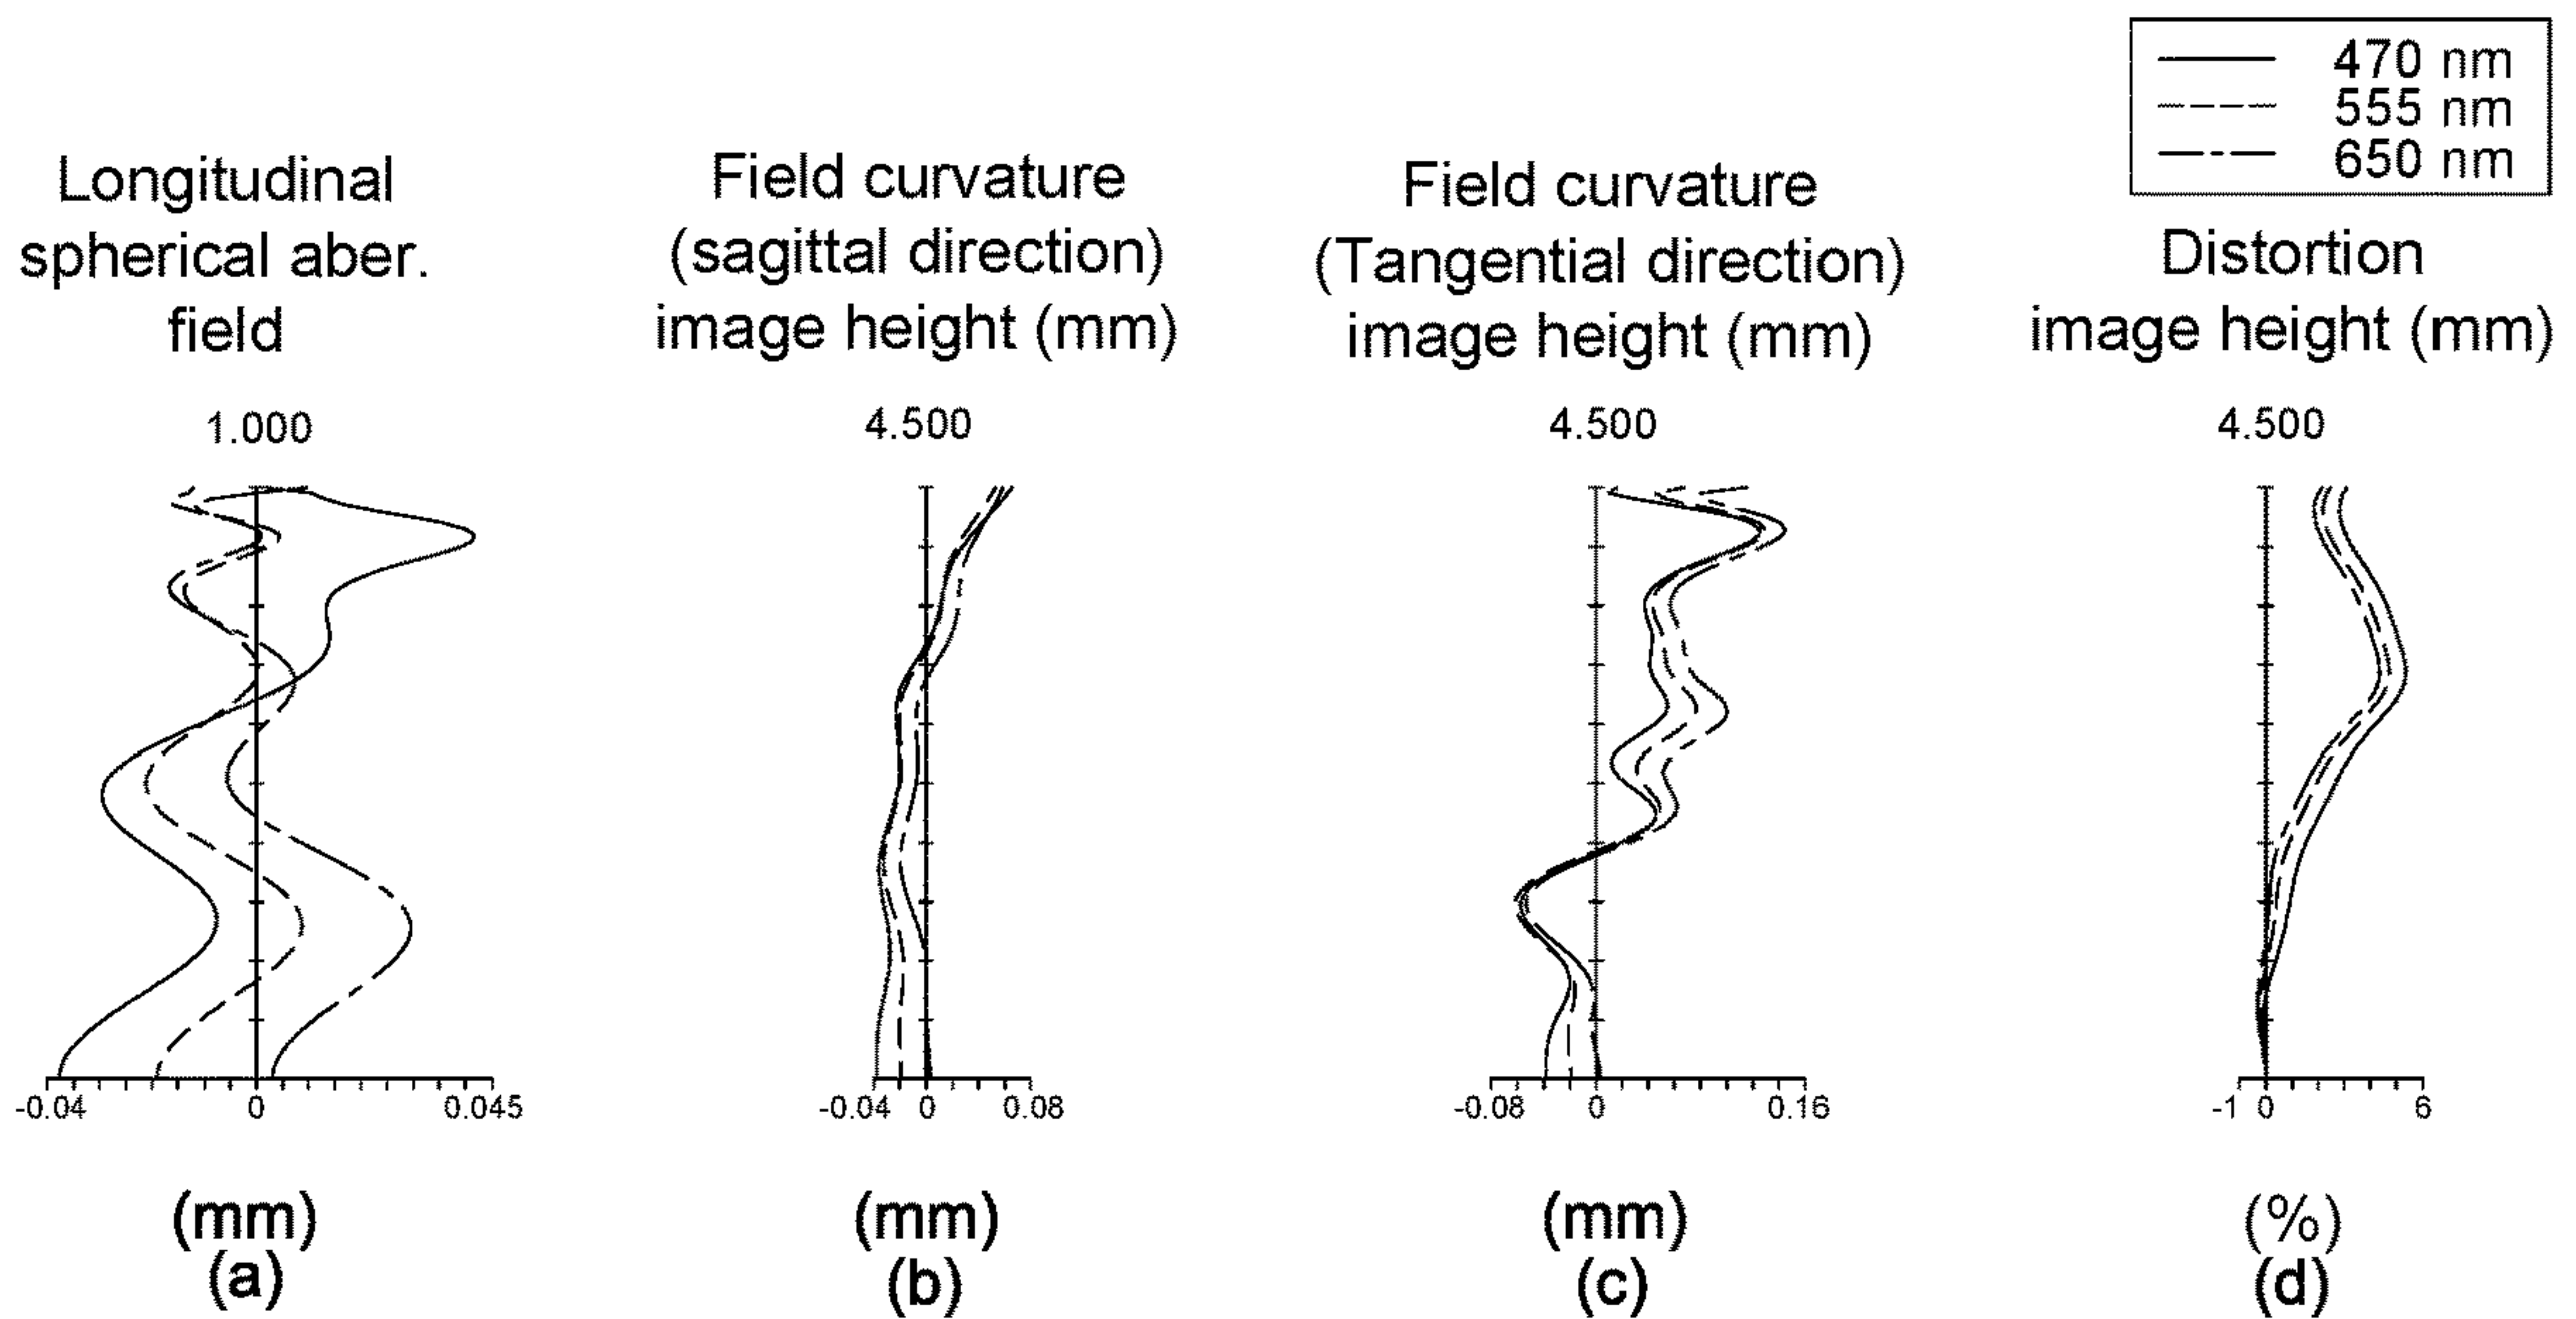 470 nm
555 nm
650 nm
Longitudinal
spherical aber.
field
1.000
-0.04 0 0.045
(mm)
(a)
Field curvature
(sagittal direction)
image height (mm)
4.500
-0.04 0 0.08
(mm)
(b)
Field curvature
(Tangential direction)
image height (mm)
4.500
-0.08 0 0.16
(mm)
(c)
Distortion
image height (mm)
4.500
-1 0 6
(%)
(d)